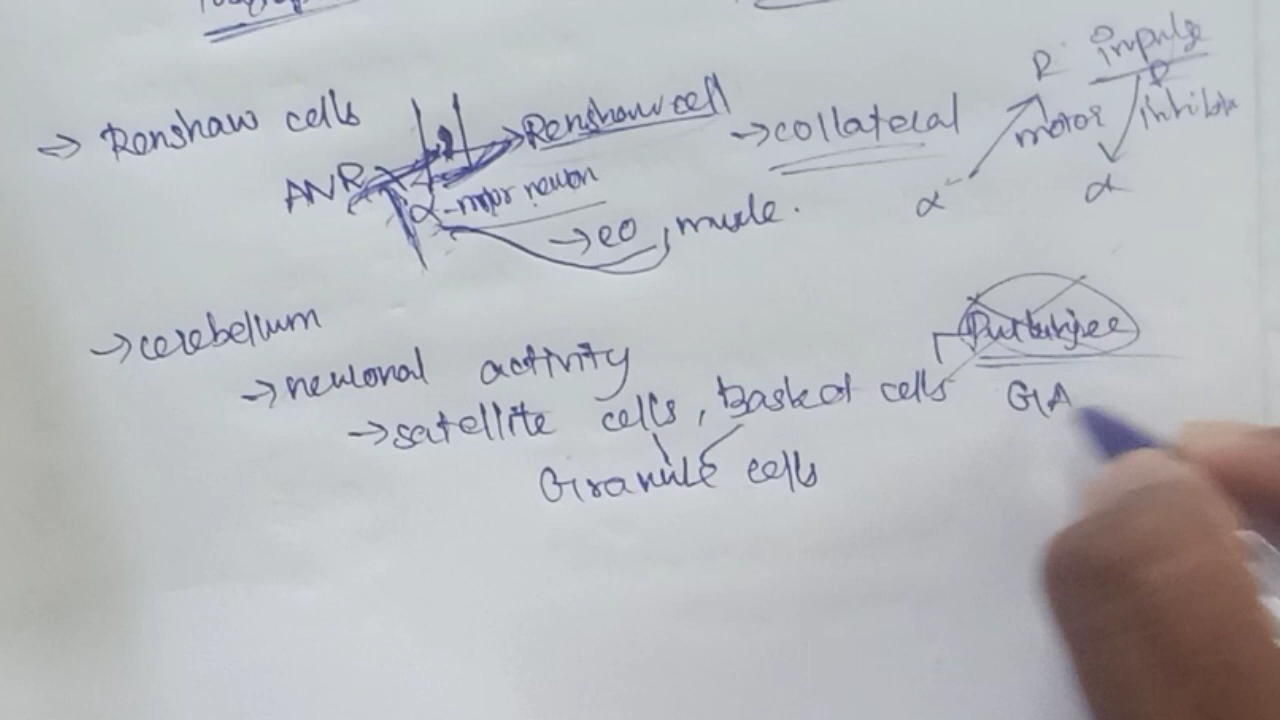 → Renshaw cells
ANR
→ Renshaw cell
→ collateral
R impulse
R
motor
inhibits
α
α
α-motor neuron
→ eo, muscle.
→ cerebellum
→ neuronal activity
Purkinjee
→ satellite cells, Basket cells
GA
Granule cells